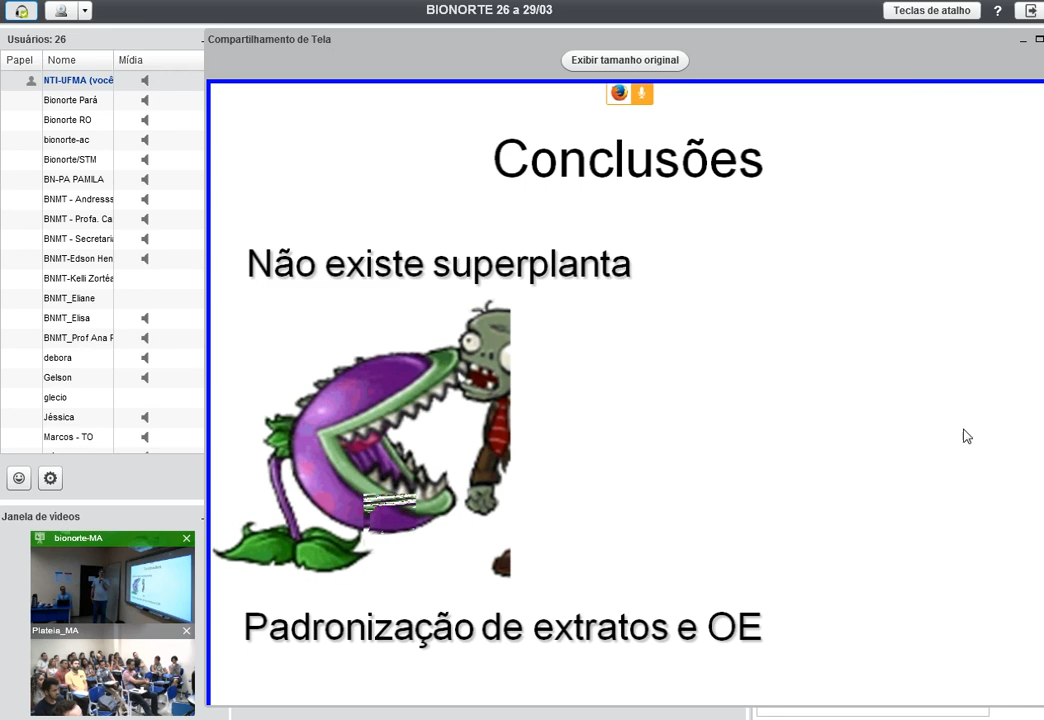 BIONORTE 26 a 29/03
Teclas de atalho
?
Usuários: 26
Compartilhamento de Tela
Papel Nome Mídia
Exibir tamanho original
NTI-UFMA (você
Bionorte Pará
Bionorte RO
bionorte-ac
Bionorte/STM
BN-PA PAMILA
BNMT - Andresss
BNMT - Profa. Ca
BNMT - Secretari
BNMT-Edson Hen
BNMT-Kelli Zortéa
BNMT_Eliane
BNMT_Elisa
BNMT_Prof Ana F
debora
Gelson
glecio
Jéssica
Marcos - TO
Conclusões
Não existe superplanta
Padronização de extratos e OE
Janela de videos
bionorte-MA
Plateia_MA